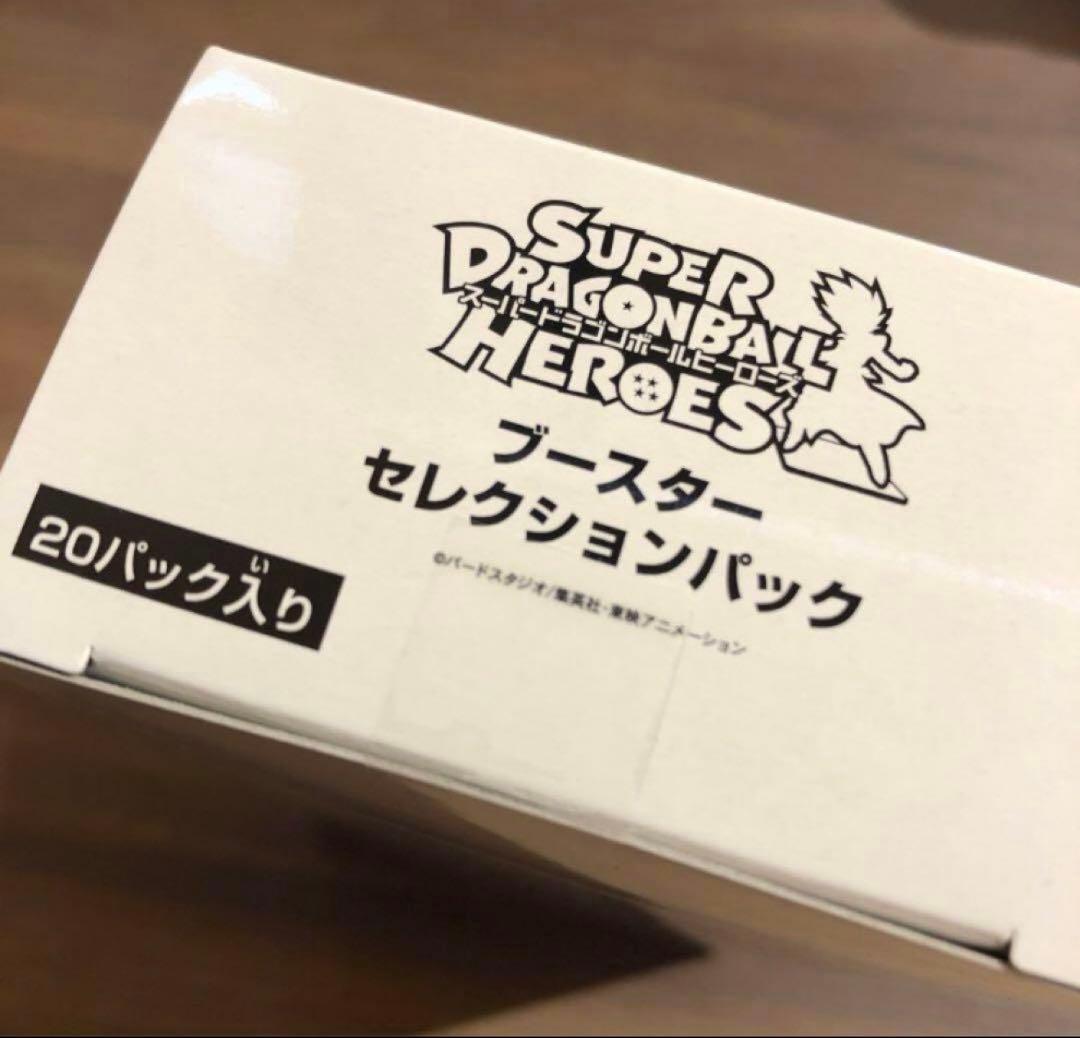 SUPER
DRAGONBALL
スーパードラゴンボールヒーローズ
HEROES
ブースター
セレクションパック
©バードスタジオ/集英社・東映アニメーション
い
20パック入り